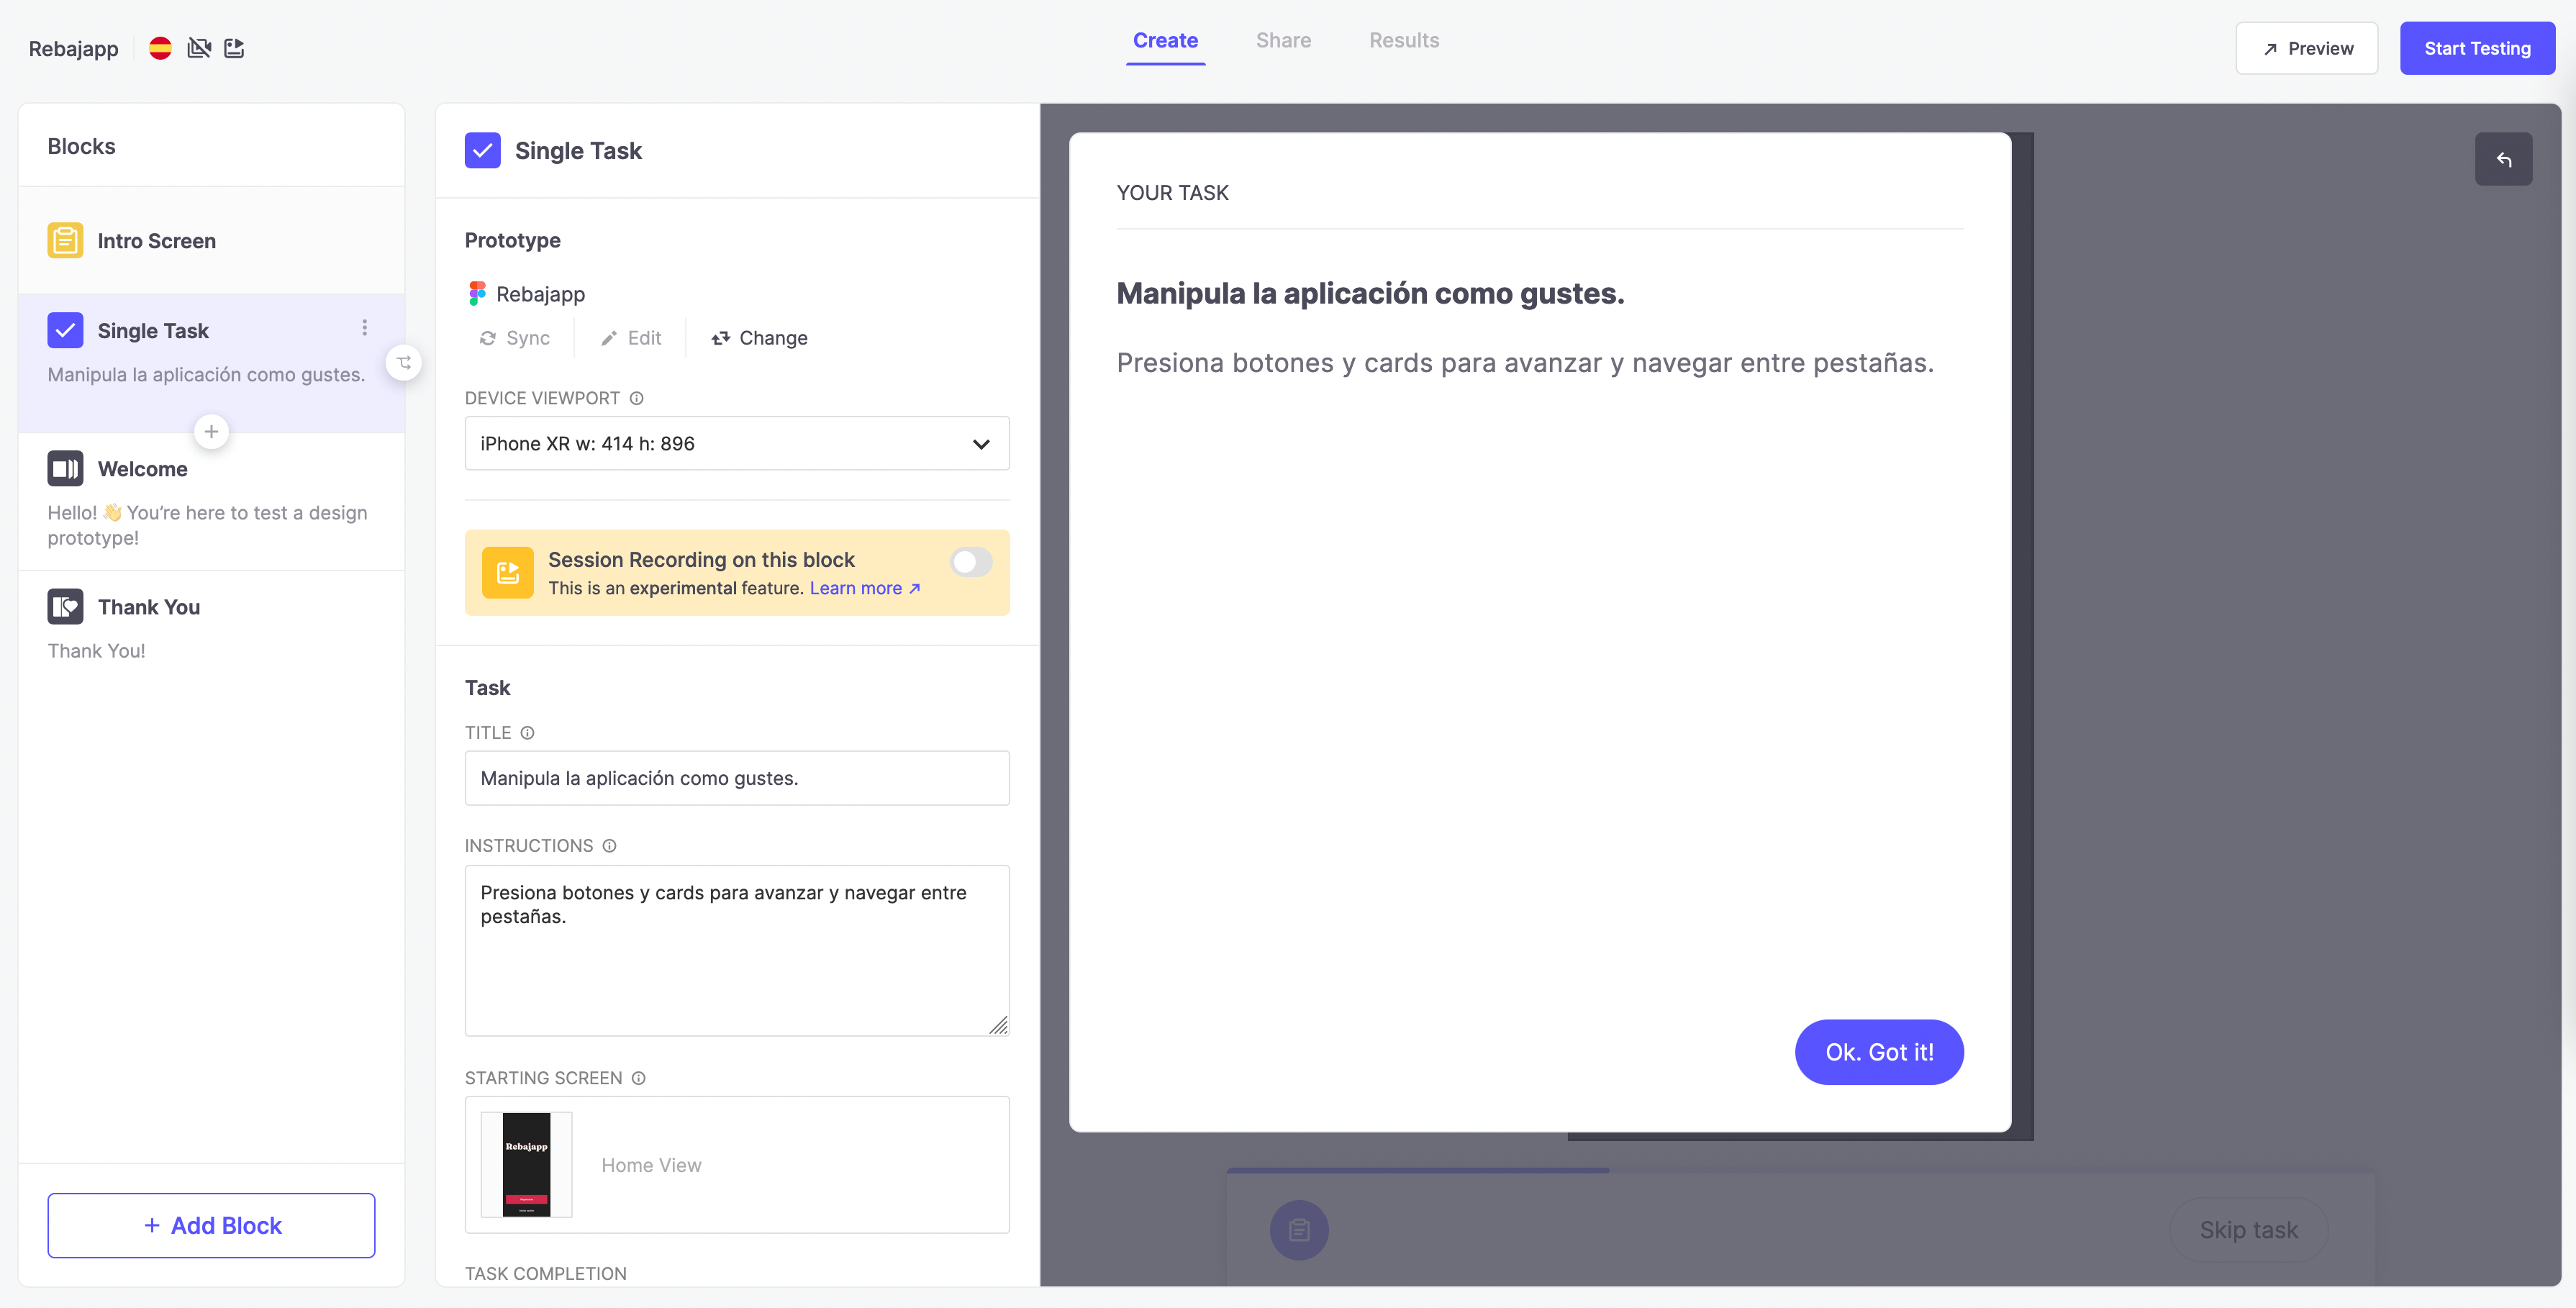 Rebajapp
Create
Share
Results
Preview
Start Testing
Blocks
Intro Screen
Single Task
Manipula la aplicación como gustes.
Welcome
Hello! 👋 You’re here to test a design
prototype!
Thank You
Thank You!
+ Add Block
Single Task
Prototype
Rebajapp
Sync
Edit
Change
DEVICE VIEWPORT
iPhone XR w: 414 h: 896
Session Recording on this block
This is an experimental feature. Learn more ↗
Task
TITLE
Manipula la aplicación como gustes.
INSTRUCTIONS
Presiona botones y cards para avanzar y navegar entre
pestañas.
STARTING SCREEN
Rebajapp
Home View
TASK COMPLETION
YOUR TASK
Manipula la aplicación como gustes.
Presiona botones y cards para avanzar y navegar entre pestañas.
Ok. Got it!
Skip task